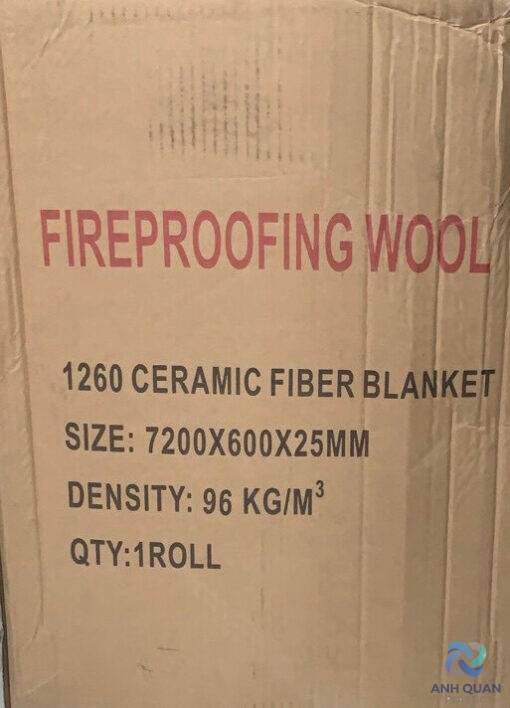 FIREPROOFING WOOL
1260 CERAMIC FIBER BLANKET
SIZE: 7200X600X25MM
DENSITY: 96 KG/M³
QTY:1ROLL
ANH QUAN